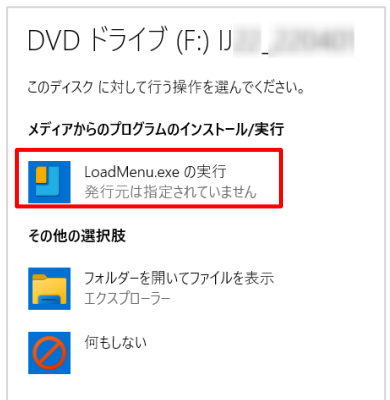 DVD ドライブ (F:) IJ
このディスク に対して行う操作を選んでください。
メディアからのプログラムのインストール/実行
LoadMenu.exe の実行
発行元は指定されていません
その他の選択肢
フォルダーを開いてファイルを表示
エクスプローラー
何もしない